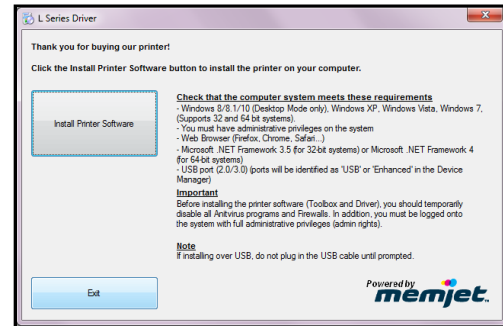 L Series Driver
Thank you for buying our printer!
Click the Install Printer Software button to install the printer on your computer.
Install Printer Software
Check that the computer system meets these requirements
- Windows 8/8.1/10 (Desktop Mode only), Windows XP, Windows Vista, Windows 7,
(Supports 32 and 64 bit systems).
- You must have administrative privileges on the system
- Web Browser (Firefox, Chrome, Safari...)
- Microsoft .NET Framework 3.5 (for 32-bit systems) or Microsoft .NET Framework 4
(for 64-bit systems)
- USB port (2.0/3.0) (ports will be identified as 'USB' or 'Enhanced' in the Device
Manager)
Important
Before installing the printer software (Toolbox and Driver), you should temporarily
disable all Antivirus programs and Firewalls. In addition, you must be logged onto
the system with full administrative privileges (admin rights).
Note
If installing over USB, do not plug in the USB cable until prompted.
Exit
Powered by
memjet